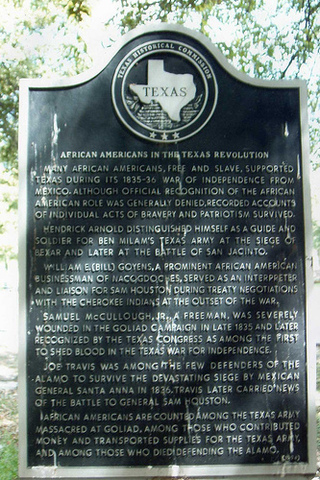 TEXAS HISTORICAL COMMISSION
TEXAS
AFRICAN AMERICANS IN THE TEXAS REVOLUTION
MANY AFRICAN AMERICANS, FREE AND SLAVE, SUPPORTED
TEXAS DURING ITS 1835-36 WAR OF INDEPENDENCE FROM
MEXICO. ALTHOUGH OFFICIAL RECOGNITION OF THE AFRICAN
AMERICAN ROLE WAS GENERALLY DENIED, RECORDED ACCOUNTS
OF INDIVIDUAL ACTS OF BRAVERY AND PATRIOTISM SURVIVED.
HENDRICK ARNOLD DISTINGUISHED HIMSELF AS A GUIDE AND
SOLDIER FOR BEN MILAM'S TEXAS ARMY AT THE SIEGE OF
BEXAR AND LATER AT THE BATTLE OF SAN JACINTO.
WILLIAM E. (BILL) GOYENS, A PROMINENT AFRICAN AMERICAN
BUSINESSMAN OF NACOGDOCHES, SERVED AS AN INTERPRETER
AND LIAISON FOR SAM HOUSTON DURING TREATY NEGOTIATIONS
WITH THE CHEROKEE INDIANS AT THE OUTSET OF THE WAR.
SAMUEL McCULLOUGH, JR., A FREEMAN, WAS SEVERELY
WOUNDED IN THE GOLIAD CAMPAIGN IN LATE 1835 AND LATER
RECOGNIZED BY THE TEXAS CONGRESS AS AMONG THE FIRST
TO SHED BLOOD IN THE TEXAS WAR FOR INDEPENDENCE.
JOE TRAVIS WAS AMONG THE FEW DEFENDERS OF THE
ALAMO TO SURVIVE THE DEVASTATING SIEGE BY MEXICAN
GENERAL SANTA ANNA IN 1836. TRAVIS LATER CARRIED NEWS
OF THE BATTLE TO GENERAL SAM HOUSTON.
AFRICAN AMERICANS ARE COUNTED AMONG THE TEXAS ARMY
MASSACRED AT GOLIAD, AMONG THOSE WHO CONTRIBUTED
MONEY AND TRANSPORTED SUPPLIES FOR THE TEXAS ARMY,
AND AMONG THOSE WHO DIED DEFENDING THE ALAMO.